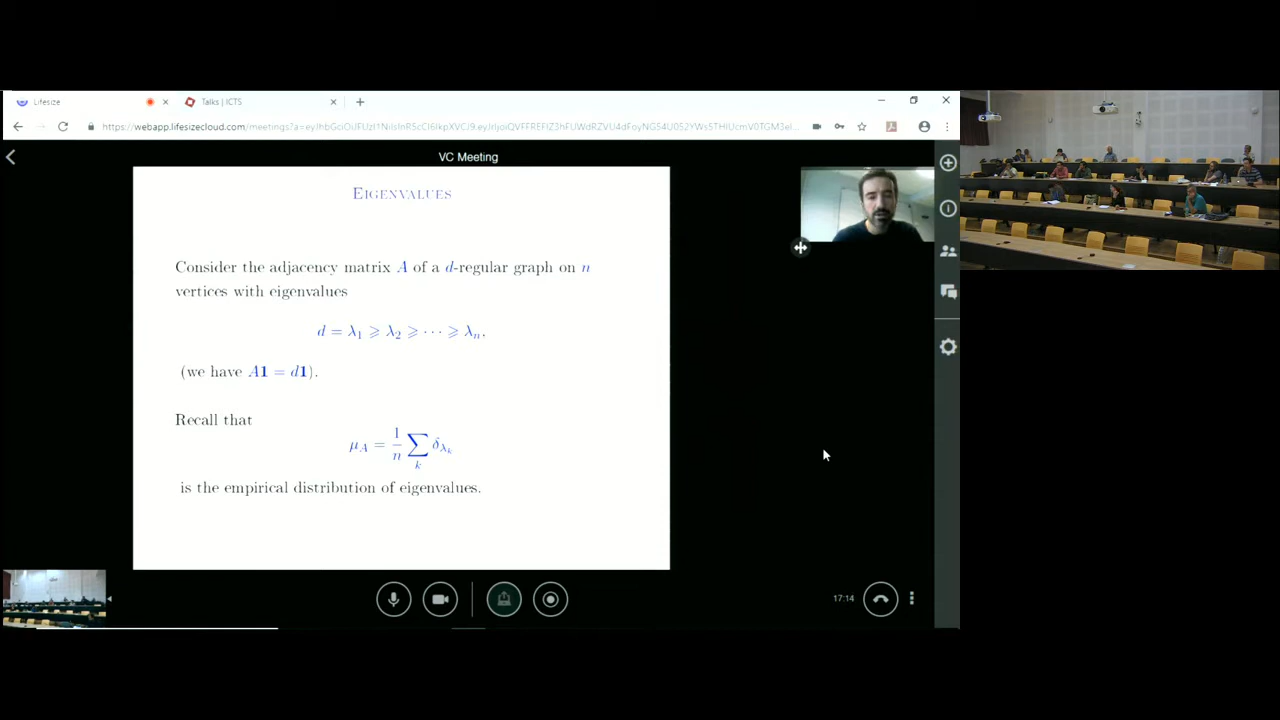 Lifesize
Talks | ICTS
VC Meeting
EIGENVALUES
Consider the adjacency matrix A of a d-regular graph on n
vertices with eigenvalues
d = λ₁ ⩾ λ₂ ⩾ ··· ⩾ λₙ.
(we have A1 = d1).
Recall that
μ_A = 1/n ∑_k δ_{λ_k}
is the empirical distribution of eigenvalues.
17:14